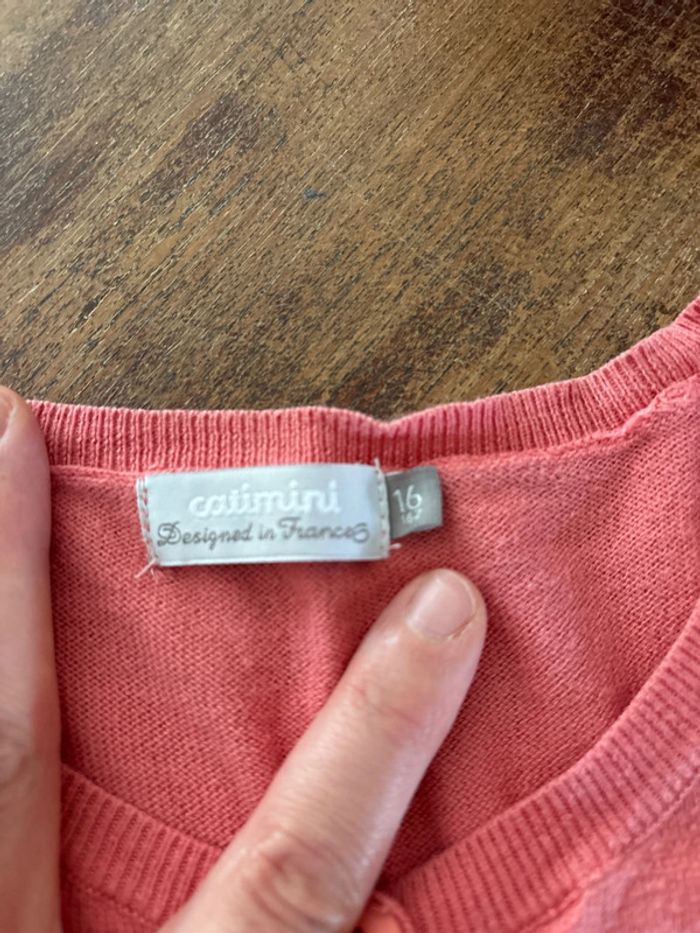 catimini
Designed in France
16